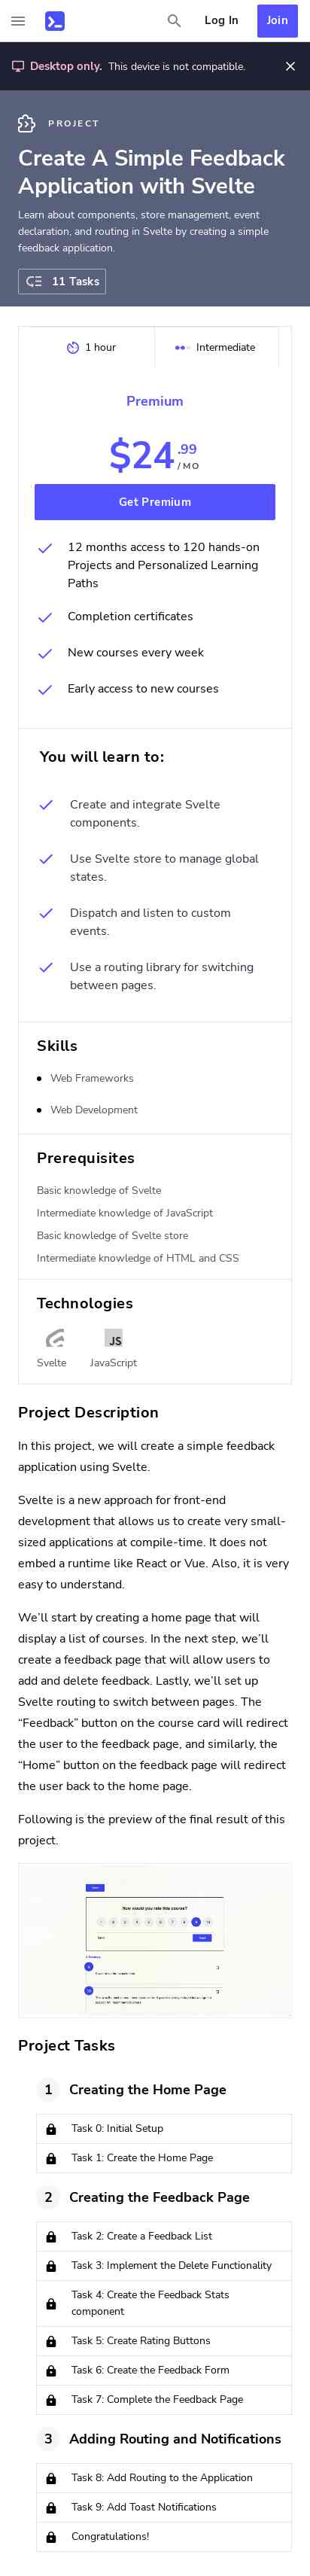 Log In
Join
Desktop only. This device is not compatible.
PROJECT
Create A Simple Feedback
Application with Svelte
Learn about components, store management, event
declaration, and routing in Svelte by creating a simple
feedback application.
11 Tasks
1 hour
Intermediate
Premium
$24.99
/ MO
Get Premium
12 months access to 120 hands-on
Projects and Personalized Learning
Paths
Completion certificates
New courses every week
Early access to new courses
You will learn to:
Create and integrate Svelte
components.
Use Svelte store to manage global
states.
Dispatch and listen to custom
events.
Use a routing library for switching
between pages.
Skills
Web Frameworks
Web Development
Prerequisites
Basic knowledge of Svelte
Intermediate knowledge of JavaScript
Basic knowledge of Svelte store
Intermediate knowledge of HTML and CSS
Technologies
JS
Svelte
JavaScript
Project Description
In this project, we will create a simple feedback
application using Svelte.
Svelte is a new approach for front-end
development that allows us to create very small-
sized applications at compile-time. It does not
embed a runtime like React or Vue. Also, it is very
easy to understand.
We’ll start by creating a home page that will
display a list of courses. In the next step, we’ll
create a feedback page that will allow users to
add and delete feedback. Lastly, we’ll set up
Svelte routing to switch between pages. The
“Feedback” button on the course card will redirect
the user to the feedback page, and similarly, the
“Home” button on the feedback page will redirect
the user back to the home page.
Following is the preview of the final result of this
project.
How would you rate this course?
Project Tasks
1 Creating the Home Page
Task 0: Initial Setup
Task 1: Create the Home Page
2 Creating the Feedback Page
Task 2: Create a Feedback List
Task 3: Implement the Delete Functionality
Task 4: Create the Feedback Stats
component
Task 5: Create Rating Buttons
Task 6: Create the Feedback Form
Task 7: Complete the Feedback Page
3 Adding Routing and Notifications
Task 8: Add Routing to the Application
Task 9: Add Toast Notifications
Congratulations!